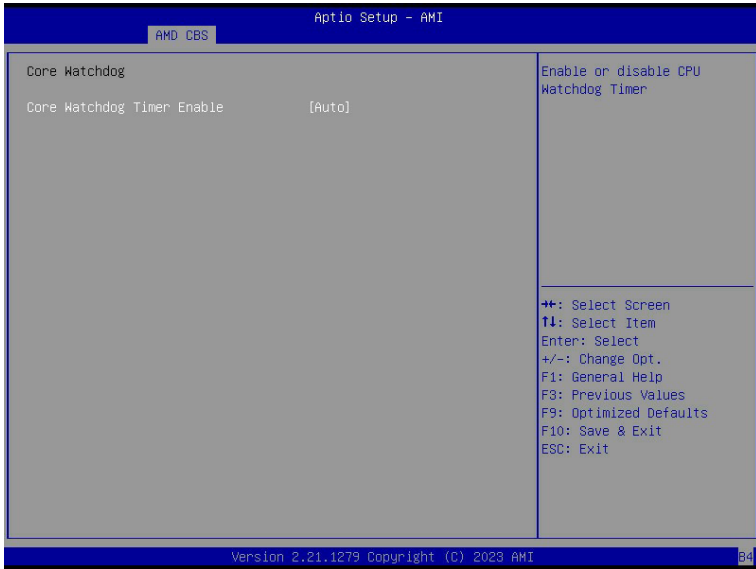 Aptio Setup – AMI
AMD CBS
Core Watchdog
Core Watchdog Timer Enable [Auto]
Enable or disable CPU
Watchdog Timer
→←: Select Screen
↑↓: Select Item
Enter: Select
+/-: Change Opt.
F1: General Help
F3: Previous Values
F9: Optimized Defaults
F10: Save & Exit
ESC: Exit
Version 2.21.1279 Copyright (C) 2023 AMI
B4